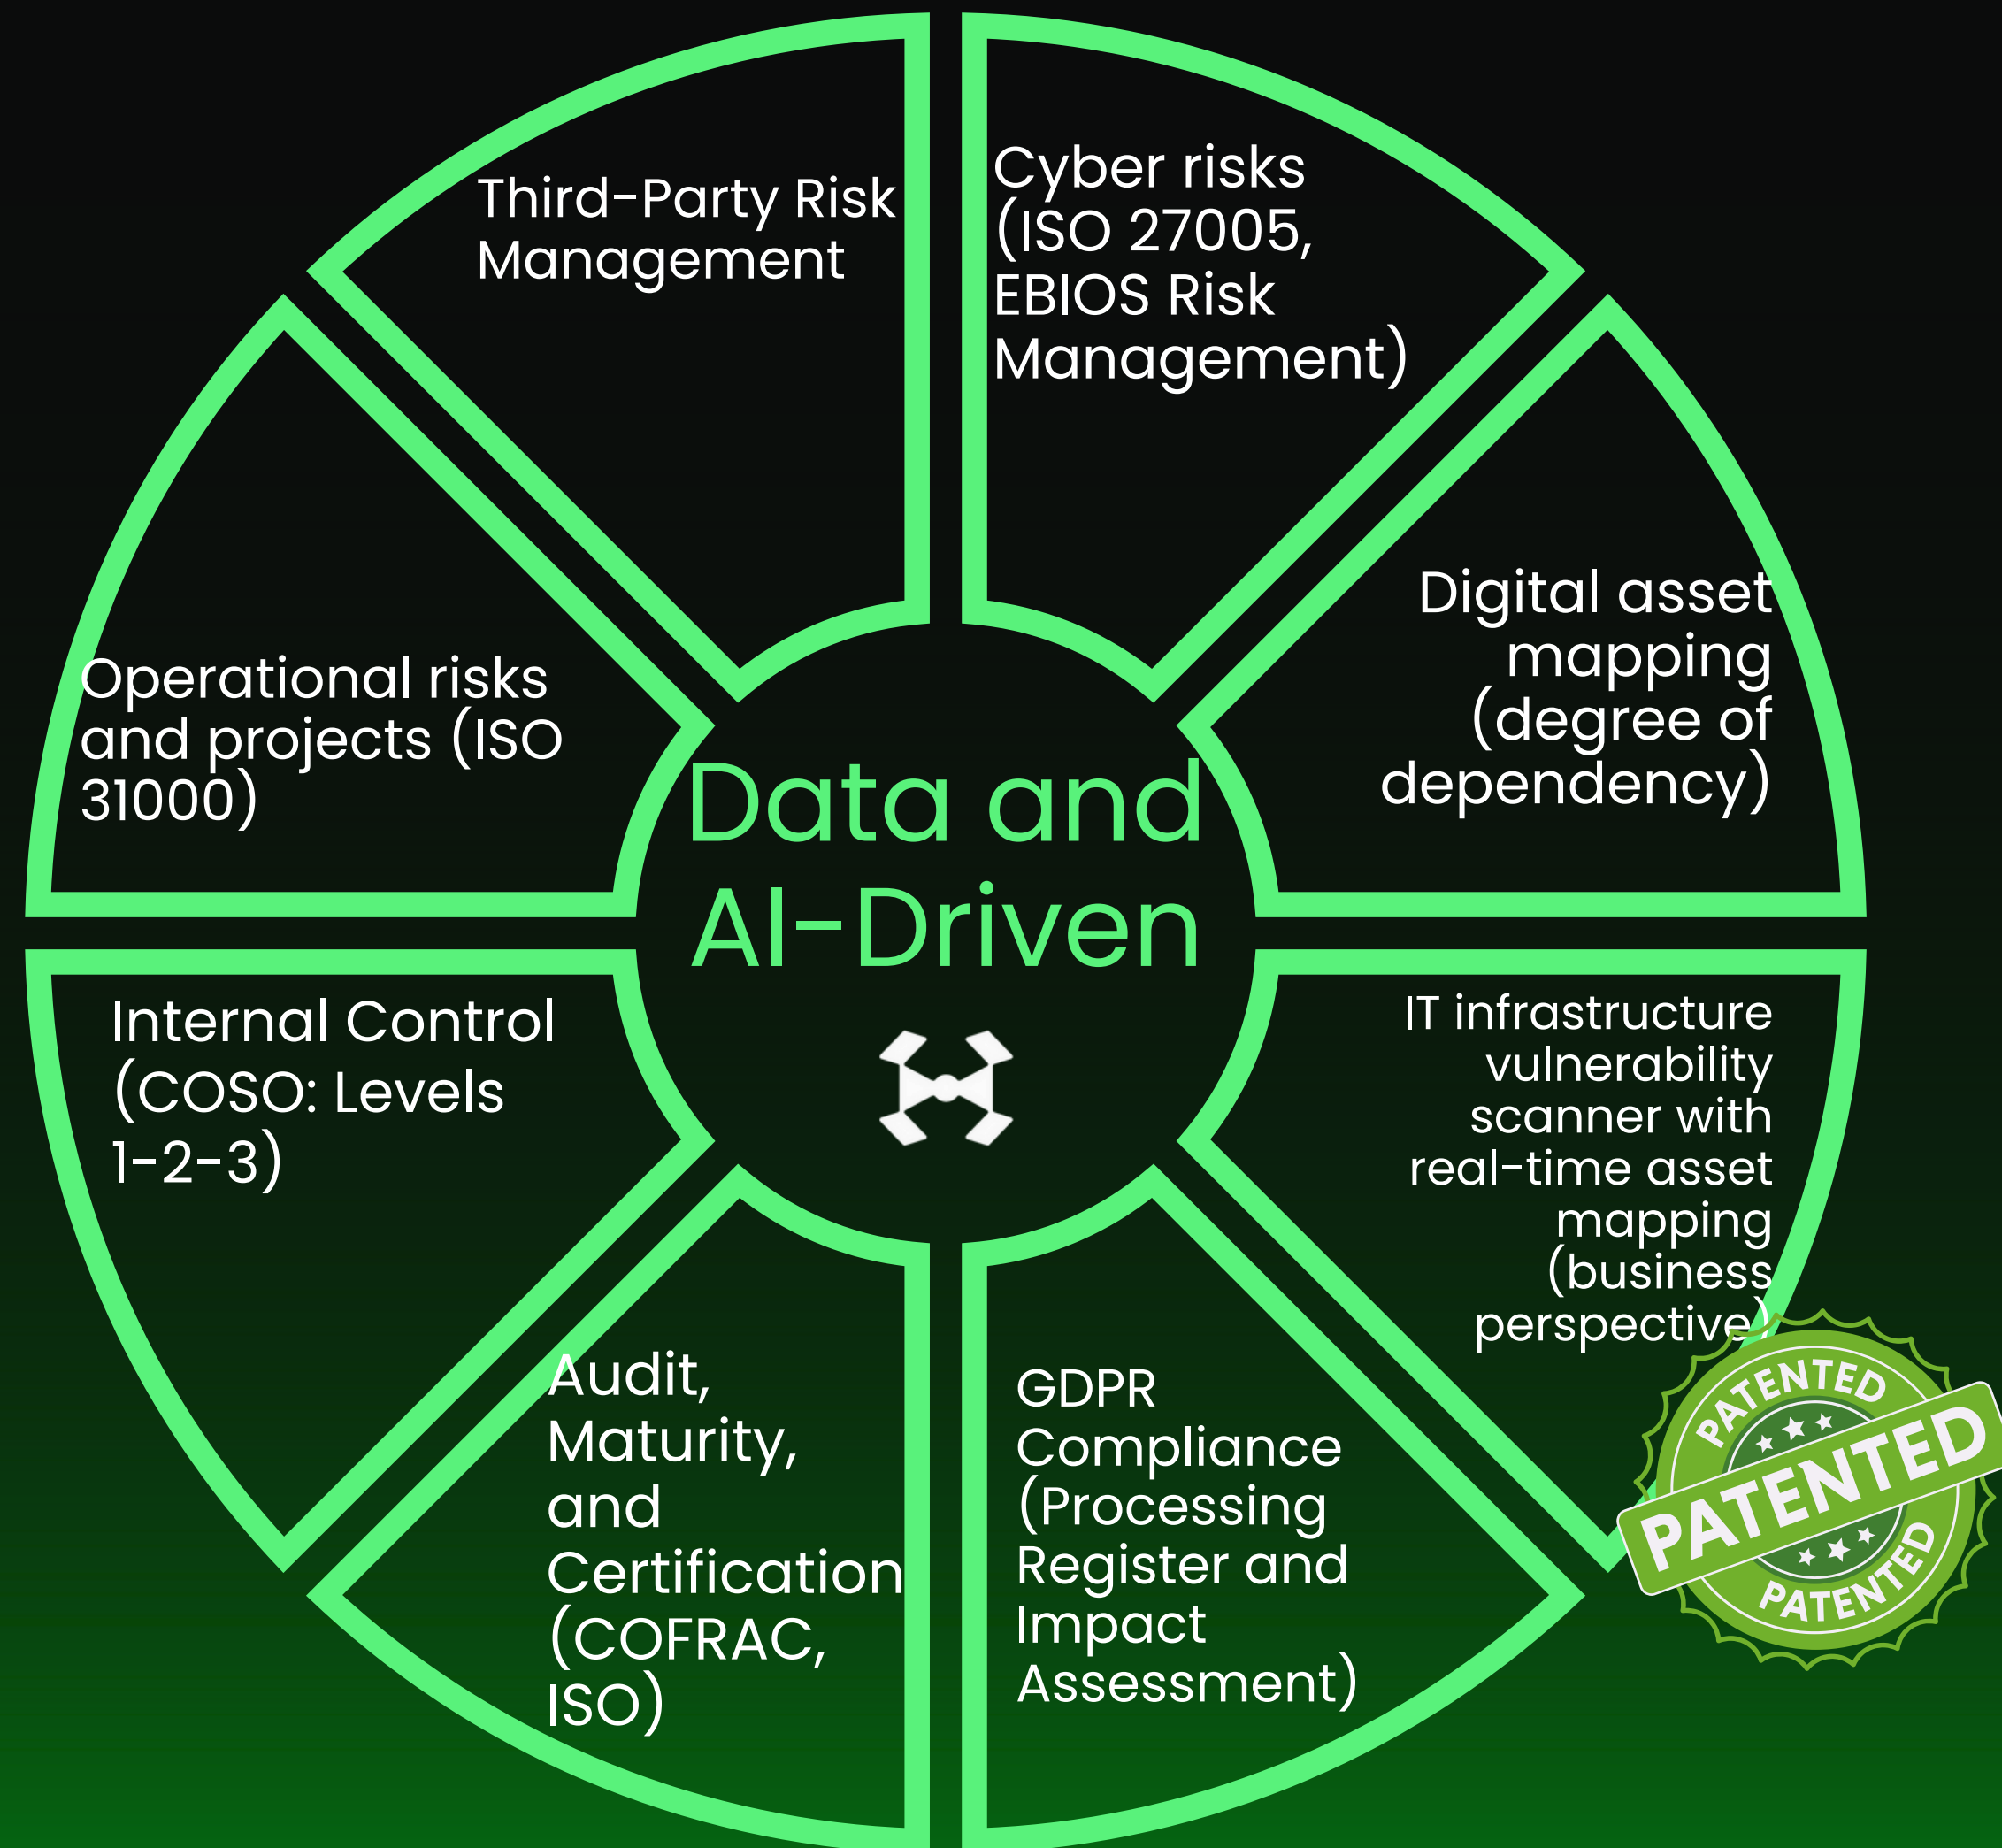 Third-Party Risk
Management
Cyber risks
(ISO 27005,
EBIOS Risk
Management)
Digital asset
mapping
(degree of
dependency)
Operational risks
and projects (ISO
31000)
Data and
AI-Driven
Internal Control
(COSO: Levels
1-2-3)
IT infrastructure
vulnerability
scanner with
real-time asset
mapping
(business
perspective)
Audit,
Maturity,
and
Certification
(COFRAC,
ISO)
GDPR
Compliance
(Processing
Register and
Impact
Assessment)
PATENTED
PATENTED
PATENTED